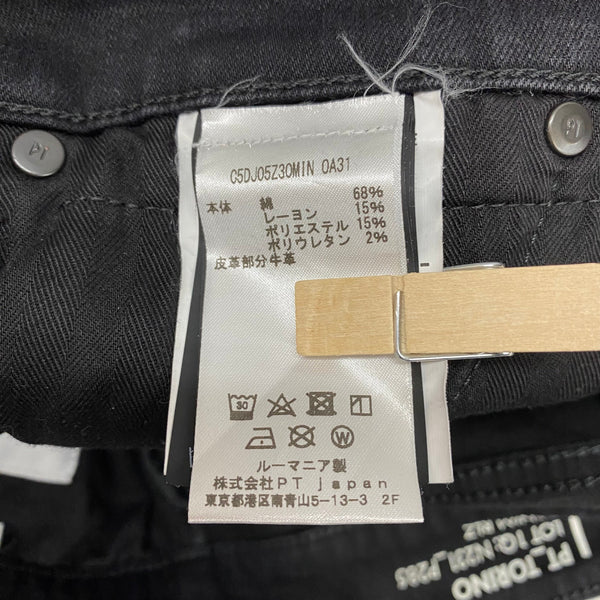 C5DJ05Z30MIN 0A31
本体 綿 68%
レーヨン 15%
ポリエステル 15%
ポリウレタン 2%
皮革部分牛革
30
W
ルーマニア製
株式会社PT japan
東京都港区南青山5-13-3 2F
PT
PT
PT_TORINO